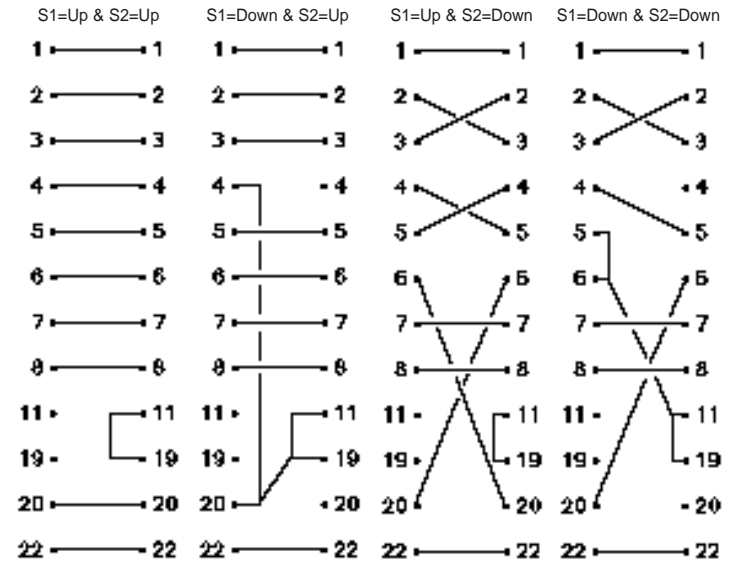 S1=Up & S2=Up S1=Down & S2=Up S1=Up & S2=Down S1=Down & S2=Down
1 1 1 1 1 1 1 1
2 2 2 2 2 2 2 2
3 3 3 3 3 3 3 3
4 4 4 4 4 4 4 4
5 5 5 5 5 5 5 5
6 6 6 6 6 6 6 6
7 7 7 7 7 7 7 7
8 8 8 8 8 8 8 8
11 11 11 11 11 11 11 11
19 19 19 19 19 19 19 19
20 20 20 20 20 20 20 20
22 22 22 22 22 22 22 22